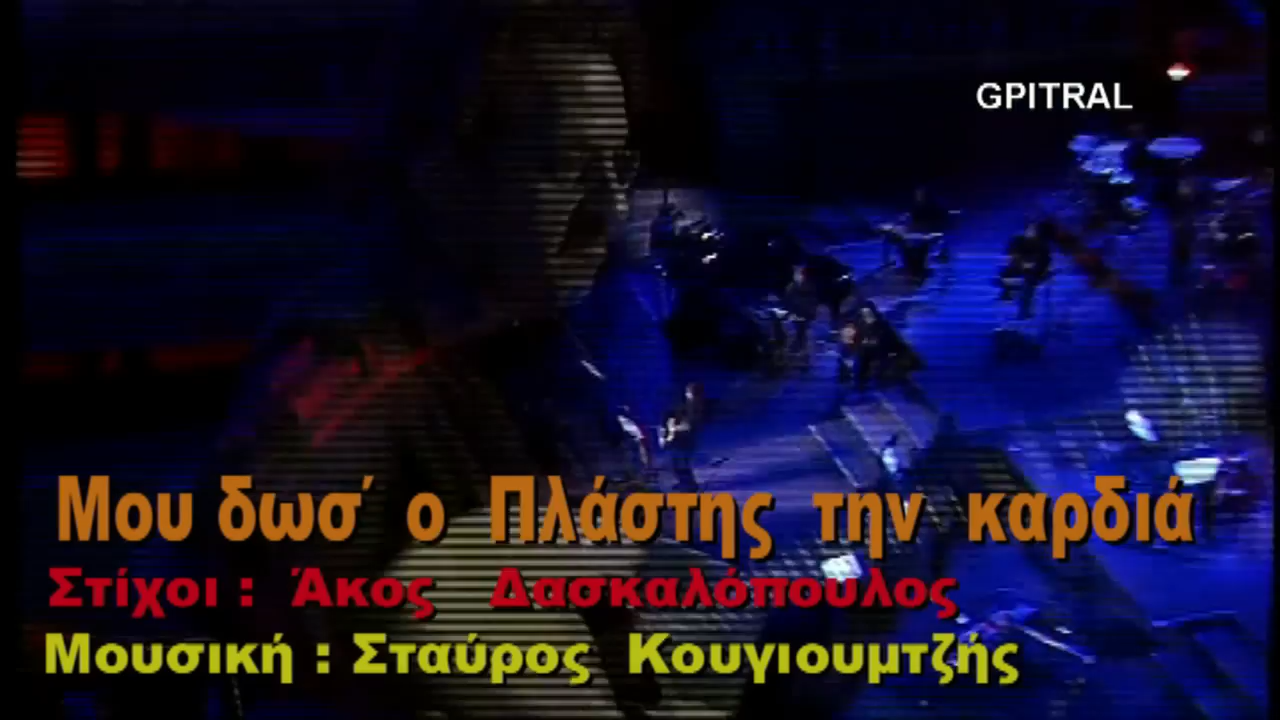 GPITRAL
Μου δωσ΄ ο Πλάστης την καρδιά
Στίχοι : Άκος Δασκαλόπουλος
Μουσική : Σταύρος Κουγιουμτζής